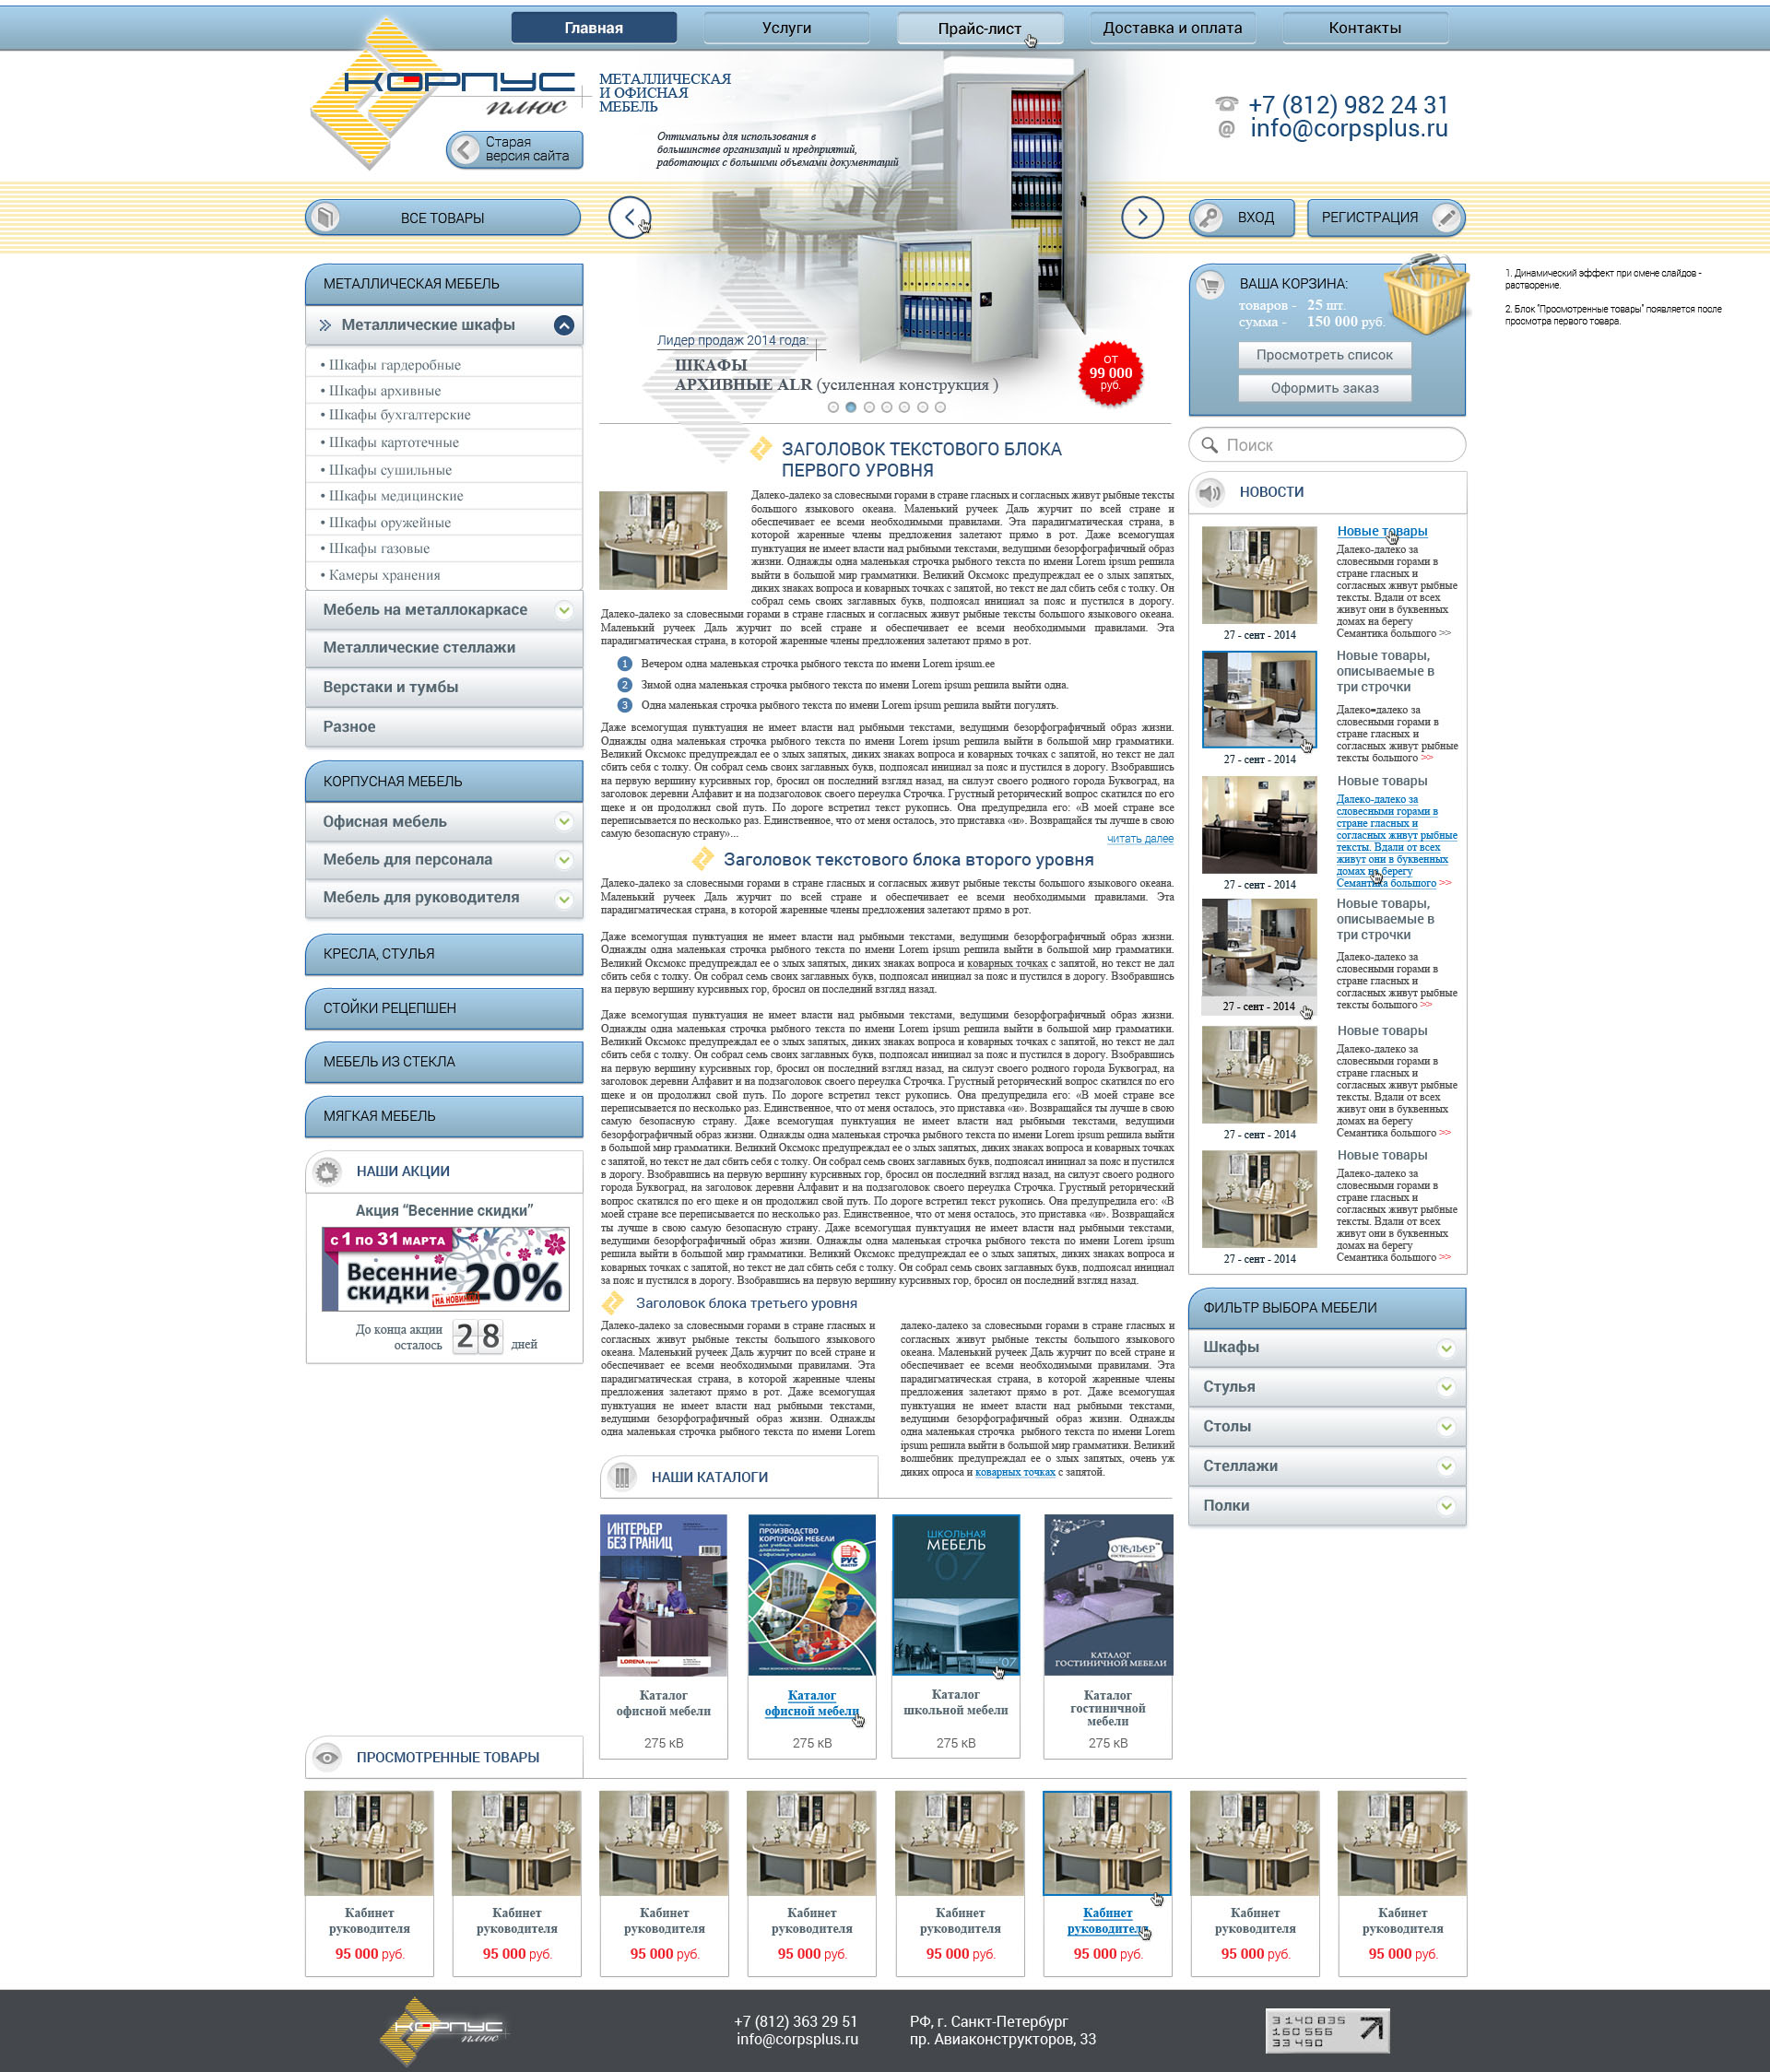 Главная
Услуги
Прайс-лист
Доставка и оплата
Контакты
КОРПУС
плюс
МЕТАЛЛИЧЕСКАЯ
И ОФИСНАЯ
МЕБЕЛЬ
Старая
версия сайта
Оптимальны для использования в
большинстве организаций и предприятий,
работающих с большими объемами документаций
+7 (812) 982 24 31
@ info@corpsplus.ru
ВСЕ ТОВАРЫ
ВХОД
РЕГИСТРАЦИЯ
1. Динамический аффект при смене слайдов -
растворение.
2. Блок "Просмотренные товары" появляется после
просмотра первого товара.
МЕТАЛЛИЧЕСКАЯ МЕБЕЛЬ
Металлические шкафы
• Шкафы гардеробные
• Шкафы архивные
• Шкафы бухгалтерские
• Шкафы картотечные
• Шкафы сушильные
• Шкафы медицинские
• Шкафы оружейные
• Шкафы газовые
• Камеры хранения
Мебель на металлокаркасе
Металлические стеллажи
Верстаки и тумбы
Разное
КОРПУСНАЯ МЕБЕЛЬ
Офисная мебель
Мебель для персонала
Мебель для руководителя
КРЕСЛА, СТУЛЬЯ
СТОЙКИ РЕЦЕПШЕН
МЕБЕЛЬ ИЗ СТЕКЛА
МЯГКАЯ МЕБЕЛЬ
НАШИ АКЦИИ
Акция “Весенние скидки”
С 1 ПО 31 МАРТА
Весенние
скидки 20%
НА НОВИНКИ
До конца акции
осталось 28 дней
Лидер продаж 2014 года:
ШКАФЫ
АРХИВНЫЕ ALR (усиленная конструкция )
от
99 000
руб.
ЗАГОЛОВОК ТЕКСТОВОГО БЛОКА
ПЕРВОГО УРОВНЯ
Далеко-далеко за словесными горами в стране гласных и согласных живут рыбные тексты
большого языкового океана. Маленький ручеек Даль журчит по всей стране и
обеспечивает ее всеми необходимыми правилами. Эта парадигматическая страна, в
которой жаренные члены предложения залетают прямо в рот. Даже всемогущая
пунктуация не имеет власти над рыбными текстами, ведущими безорфографичный образ
жизни. Однажды одна маленькая строчка рыбного текста по имени Lorem ipsum решила
выйти в большой мир грамматики. Великий Оксмокс предупреждал ее о злых запятых,
диких знаках вопроса и коварных точках с запятой, но текст не дал сбить себя с толку. Он
собрал семь своих заглавных букв, подпоясал инициал за пояс и пустился в дорогу.
Далеко-далеко за словесными горами в стране гласных и согласных живут рыбные тексты большого языкового океана.
Маленький ручеек Даль журчит по всей стране и обеспечивает ее всеми необходимыми правилами. Эта
парадигматическая страна, в которой жаренные члены предложения залетают прямо в рот.
1 Вечером одна маленькая строчка рыбного текста по имени Lorem ipsum.ее
2 Зимой одна маленькая строчка рыбного текста по имени Lorem ipsum решила выйти одна.
3 Одна маленькая строчка рыбного текста по имени Lorem ipsum решила выйти погулять.
Даже всемогущая пунктуация не имеет власти над рыбными текстами, ведущими безорфографичный образ жизни.
Однажды одна маленькая строчка рыбного текста по имени Lorem ipsum решила выйти в большой мир грамматики.
Великий Оксмокс предупреждал ее о злых запятых, диких знаках вопроса и коварных точках с запятой, но текст не дал
сбить себя с толку. Он собрал семь своих заглавных букв, подпоясал инициал за пояс и пустился в дорогу. Взобравшись
на первую вершину курсивных гор, бросил он последний взгляд назад, на силуэт своего родного города Буквоград, на
заголовок деревни Алфавит и на подзаголовок своего переулка Строчка. Грустный реторический вопрос скатился по его
щеке и он продолжил свой путь. По дороге встретил текст рукопись. Она предупредила его: «В моей стране все
переписывается по несколько раз. Единственное, что от меня осталось, это приставка «и». Возвращайся ты лучше в свою
самую безопасную страну»...
читать далее
Заголовок текстового блока второго уровня
Далеко-далеко за словесными горами в стране гласных и согласных живут рыбные тексты большого языкового океана.
Маленький ручеек Даль журчит по всей стране и обеспечивает ее всеми необходимыми правилами. Эта
парадигматическая страна, в которой жаренные члены предложения залетают прямо в рот.
Даже всемогущая пунктуация не имеет власти над рыбными текстами, ведущими безорфографичный образ жизни.
Однажды одна маленькая строчка рыбного текста по имени Lorem ipsum решила выйти в большой мир грамматики.
Великий Оксмокс предупреждал ее о злых запятых, диких знаках вопроса и коварных точках с запятой, но текст не дал
сбить себя с толку. Он собрал семь своих заглавных букв, подпоясал инициал за пояс и пустился в дорогу. Взобравшись
на первую вершину курсивных гор, бросил он последний взгляд назад.
Даже всемогущая пунктуация не имеет власти над рыбными текстами, ведущими безорфографичный образ жизни.
Однажды одна маленькая строчка рыбного текста по имени Lorem ipsum решила выйти в большой мир грамматики.
Великий Оксмокс предупреждал ее о злых запятых, диких знаках вопроса и коварных точках с запятой, но текст не дал
сбить себя с толку. Он собрал семь своих заглавных букв, подпоясал инициал за пояс и пустился в дорогу. Взобравшись
на первую вершину курсивных гор, бросил он последний взгляд назад, на силуэт своего родного города Буквоград, на
заголовок деревни Алфавит и на подзаголовок своего переулка Строчка. Грустный реторический вопрос скатился по его
щеке и он продолжил свой путь. По дороге встретил текст рукопись. Она предупредила его: «В моей стране все
переписывается по несколько раз. Единственное, что от меня осталось, это приставка «и». Возвращайся ты лучше в свою
самую безопасную страну. Даже всемогущая пунктуация не имеет власти над рыбными текстами, ведущими
безорфографичный образ жизни. Однажды одна маленькая строчка рыбного текста по имени Lorem ipsum решила выйти
в большой мир грамматики. Великий Оксмокс предупреждал ее о злых запятых, диких знаках вопроса и коварных точках
с запятой, но текст не дал сбить себя с толку. Он собрал семь своих заглавных букв, подпоясал инициал за пояс и пустился
в дорогу. Взобравшись на первую вершину курсивных гор, бросил он последний взгляд назад, на силуэт своего родного
города Буквоград, на заголовок деревни Алфавит и на подзаголовок своего переулка Строчка. Грустный реторический
вопрос скатился по его щеке и он продолжил свой путь. По дороге встретил текст рукопись. Она предупредила его: «В
моей стране все переписывается по несколько раз. Единственное, что от меня осталось, это приставка «и». Возвращайся
ты лучше в свою самую безопасную страну. Даже всемогущая пунктуация не имеет власти над рыбными текстами,
ведущими безорфографичный образ жизни. Однажды одна маленькая строчка рыбного текста по имени Lorem ipsum
решила выйти в большой мир грамматики. Великий Оксмокс предупреждал ее о злых запятых, диких знаках вопроса и
коварных точках с запятой, но текст не дал сбить себя с толку. Он собрал семь своих заглавных букв, подпоясал инициал
за пояс и пустился в дорогу. Взобравшись на первую вершину курсивных гор, бросил он последний взгляд назад.
Заголовок блока третьего уровня
Далеко-далеко за словесными горами в стране гласных и
согласных живут рыбные тексты большого языкового
океана. Маленький ручеек Даль журчит по всей стране и
обеспечивает ее всеми необходимыми правилами. Эта
парадигматическая страна, в которой жаренные члены
предложения залетают прямо в рот. Даже всемогущая
пунктуация не имеет власти над рыбными текстами,
ведущими безорфографичный образ жизни. Однажды
одна маленькая строчка рыбного текста по имени Lorem
далеко-далеко за словесными горами в стране гласных и
согласных живут рыбные тексты большого языкового
океана. Маленький ручеек Даль журчит по всей стране и
обеспечивает ее всеми необходимыми правилами. Эта
парадигматическая страна, в которой жаренные члены
предложения залетают прямо в рот. Даже всемогущая
пунктуация не имеет власти над рыбными текстами,
ведущими безорфографичный образ жизни. Однажды
одна маленькая строчка рыбного текста по имени Lorem
ipsum решила выйти в большой мир грамматики. Великий
волшебник предупреждал ее о злых запятых, очень уж
диких опроса и коварных точках с запятой.
ВАША КОРЗИНА:
товаров - 25 шт.
сумма - 150 000 руб.
Просмотреть список
Оформить заказ
Поиск
НОВОСТИ
Новые товары
Далеко-далеко за
словесными горами в
стране гласных и
согласных живут рыбные
тексты. Вдали от всех
живут они в буквенных
домах на берегу
Семантика большого >>
27 - сент - 2014
Новые товары,
описываемые в
три строчки
Далеко=далеко за
словесными горами в
стране гласных и
согласных живут рыбные
тексты большого >>
27 - сент - 2014
Новые товары
Далеко-далеко за
словесными горами в
стране гласных и
согласных живут рыбные
тексты. Вдали от всех
живут они в буквенных
домах на берегу
Семантика большого >>
27 - сент - 2014
Новые товары,
описываемые в
три строчки
Далеко-далеко за
словесными горами в
стране гласных и
согласных живут рыбные
тексты большого >>
27 - сент - 2014
Новые товары
Далеко-далеко за
словесными горами в
стране гласных и
согласных живут рыбные
тексты. Вдали от всех
живут они в буквенных
домах на берегу
Семантика большого >>
27 - сент - 2014
Новые товары
Далеко-далеко за
словесными горами в
стране гласных и
согласных живут рыбные
тексты. Вдали от всех
живут они в буквенных
домах на берегу
Семантика большого >>
27 - сент - 2014
ФИЛЬТР ВЫБОРА МЕБЕЛИ
Шкафы
Стулья
Столы
Стеллажи
Полки
НАШИ КАТАЛОГИ
ИНТЕРЬЕР
БЕЗ ГРАНИЦ
LORENA кухни
Каталог
офисной мебели
275 кВ
ПРОИЗВОДСТВО
КОРПУСНОЙ МЕБЕЛИ
для учебных, школьных,
дошкольных
и офисных учреждений
РУС
МАСТЕР
Каталог
офисной мебели
275 кВ
ШКОЛЬНАЯ
МЕБЕЛЬ
'07
'07
Каталог
школьной мебели
275 кВ
ОТЕЛЬЕР
КАТАЛОГ
ГОСТИНИЧНОЙ МЕБЕЛИ
Каталог
гостиничной
мебели
275 кВ
ПРОСМОТРЕННЫЕ ТОВАРЫ
Кабинет
руководителя
95 000 руб.
Кабинет
руководителя
95 000 руб.
Кабинет
руководителя
95 000 руб.
Кабинет
руководителя
95 000 руб.
Кабинет
руководителя
95 000 руб.
Кабинет
руководителя
95 000 руб.
Кабинет
руководителя
95 000 руб.
Кабинет
руководителя
95 000 руб.
КОРПУС
плюс
+7 (812) 363 29 51
info@corpsplus.ru
РФ, г. Санкт-Петербург
пр. Авиаконструкторов, 33
3 140 835
160 566
33 490